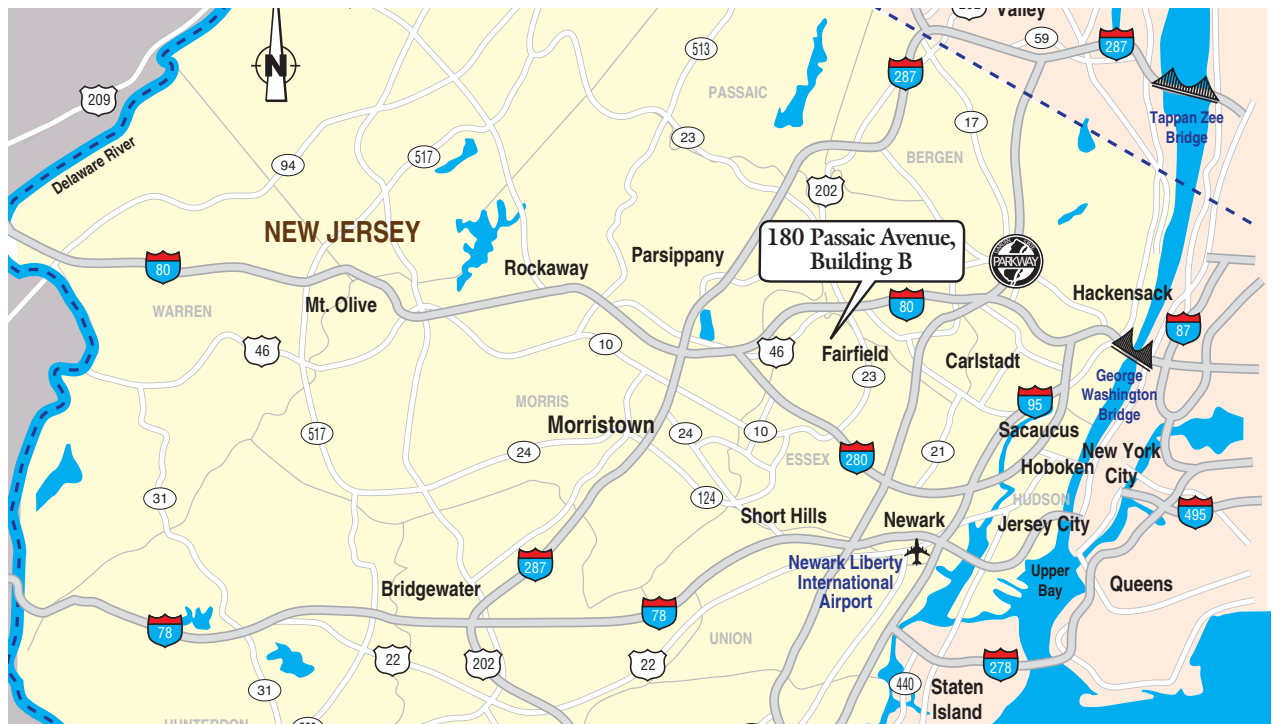 Valley
59
287
513
209
N
287
PASSAIC
17
Tappan Zee
Bridge
23
Delaware River
94
517
BERGEN
202
NEW JERSEY
180 Passaic Avenue,
Building B
Parsippany
PARKWAY
80
Rockaway
Hackensack
WARREN
Mt. Olive
80
87
46
10
46
Fairfield
Carlstadt
23
George
Washington
Bridge
95
MORRIS
Morristown
517
24
10
Sacaucus
24
ESSEX
280
21
Hoboken
New York
City
31
124
HUDSON
495
Short Hills
Newark
Jersey City
287
Newark Liberty
International
Airport
Upper
Bay
Queens
Bridgewater
78
78
UNION
22
202
22
278
31
440
Staten
Island
HUNTERDON